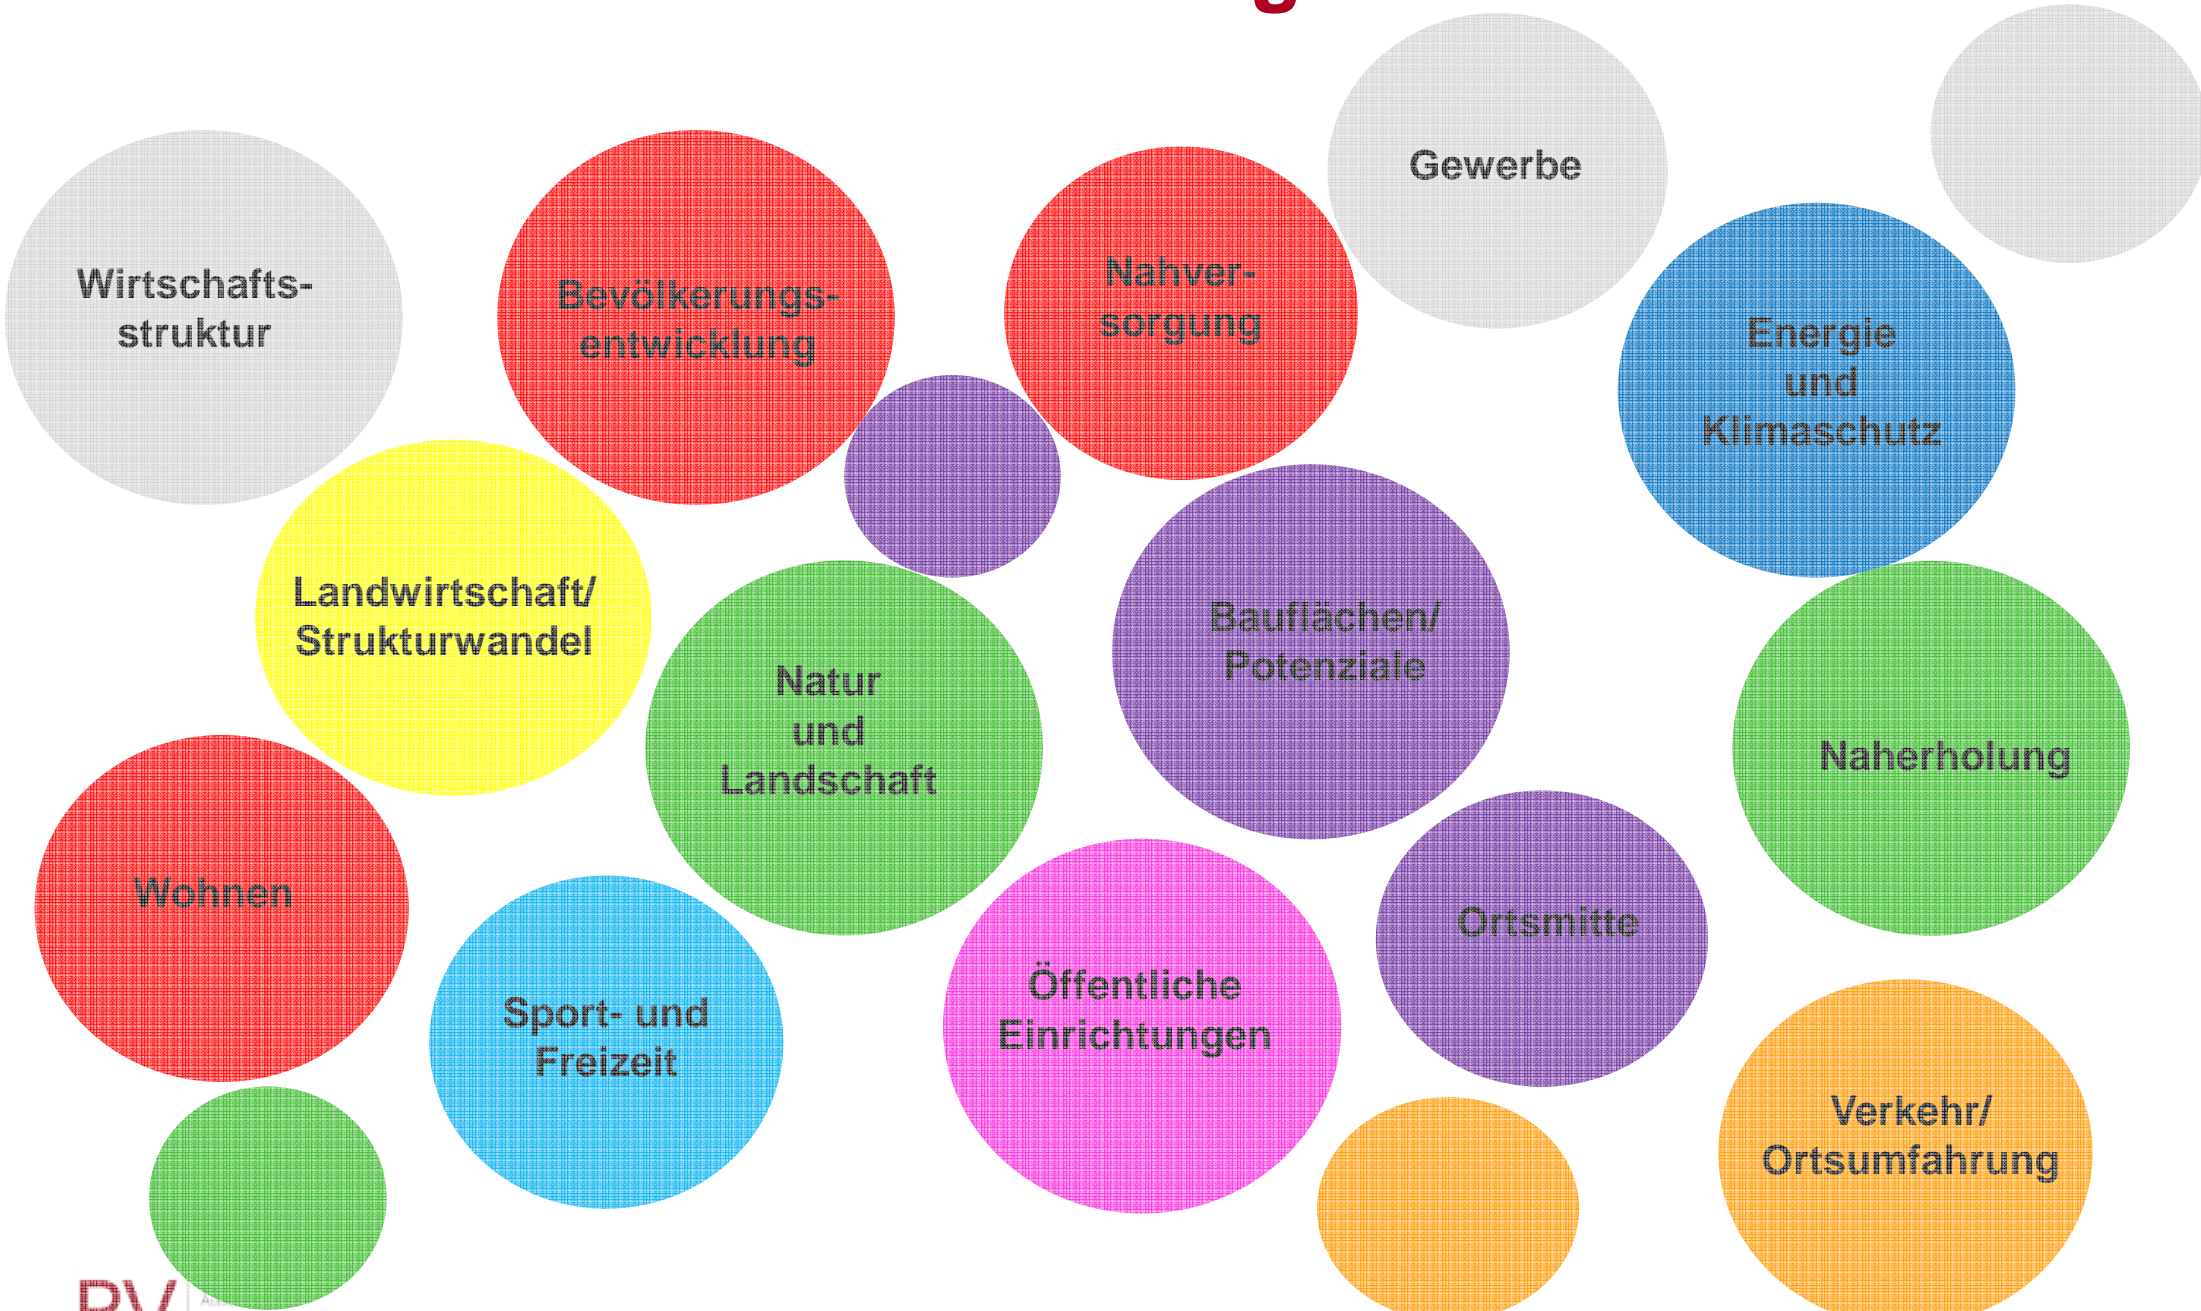 Gewerbe
Wirtschafts-
struktur
Bevölkerungs-
entwicklung
Nahver-
sorgung
Energie
und
Klimaschutz
Landwirtschaft/
Strukturwandel
Natur
und
Landschaft
Bauflächen/
Potenziale
Naherholung
Wohnen
Sport- und
Freizeit
Öffentliche
Einrichtungen
Ortsmitte
Verkehr/
Ortsumfahrung
PV